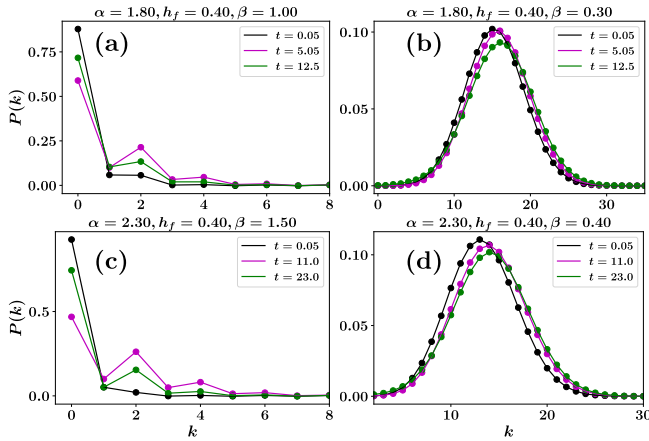 α = 1.80, h_f = 0.40, β = 1.00
(a)
t = 0.05
t = 5.05
t = 12.5
P(k)
0.75
0.50
0.25
0.00
0 2 4 6 8
α = 1.80, h_f = 0.40, β = 0.30
(b)
t = 0.05
t = 5.05
t = 12.5
0.10
0.05
0.00
0 10 20 30
α = 2.30, h_f = 0.40, β = 1.50
(c)
t = 0.05
t = 11.0
t = 23.0
P(k)
0.5
0.0
0 2 4 6 8
k
α = 2.30, h_f = 0.40, β = 0.40
(d)
t = 0.05
t = 11.0
t = 23.0
0.10
0.05
0.00
10 20 30
k